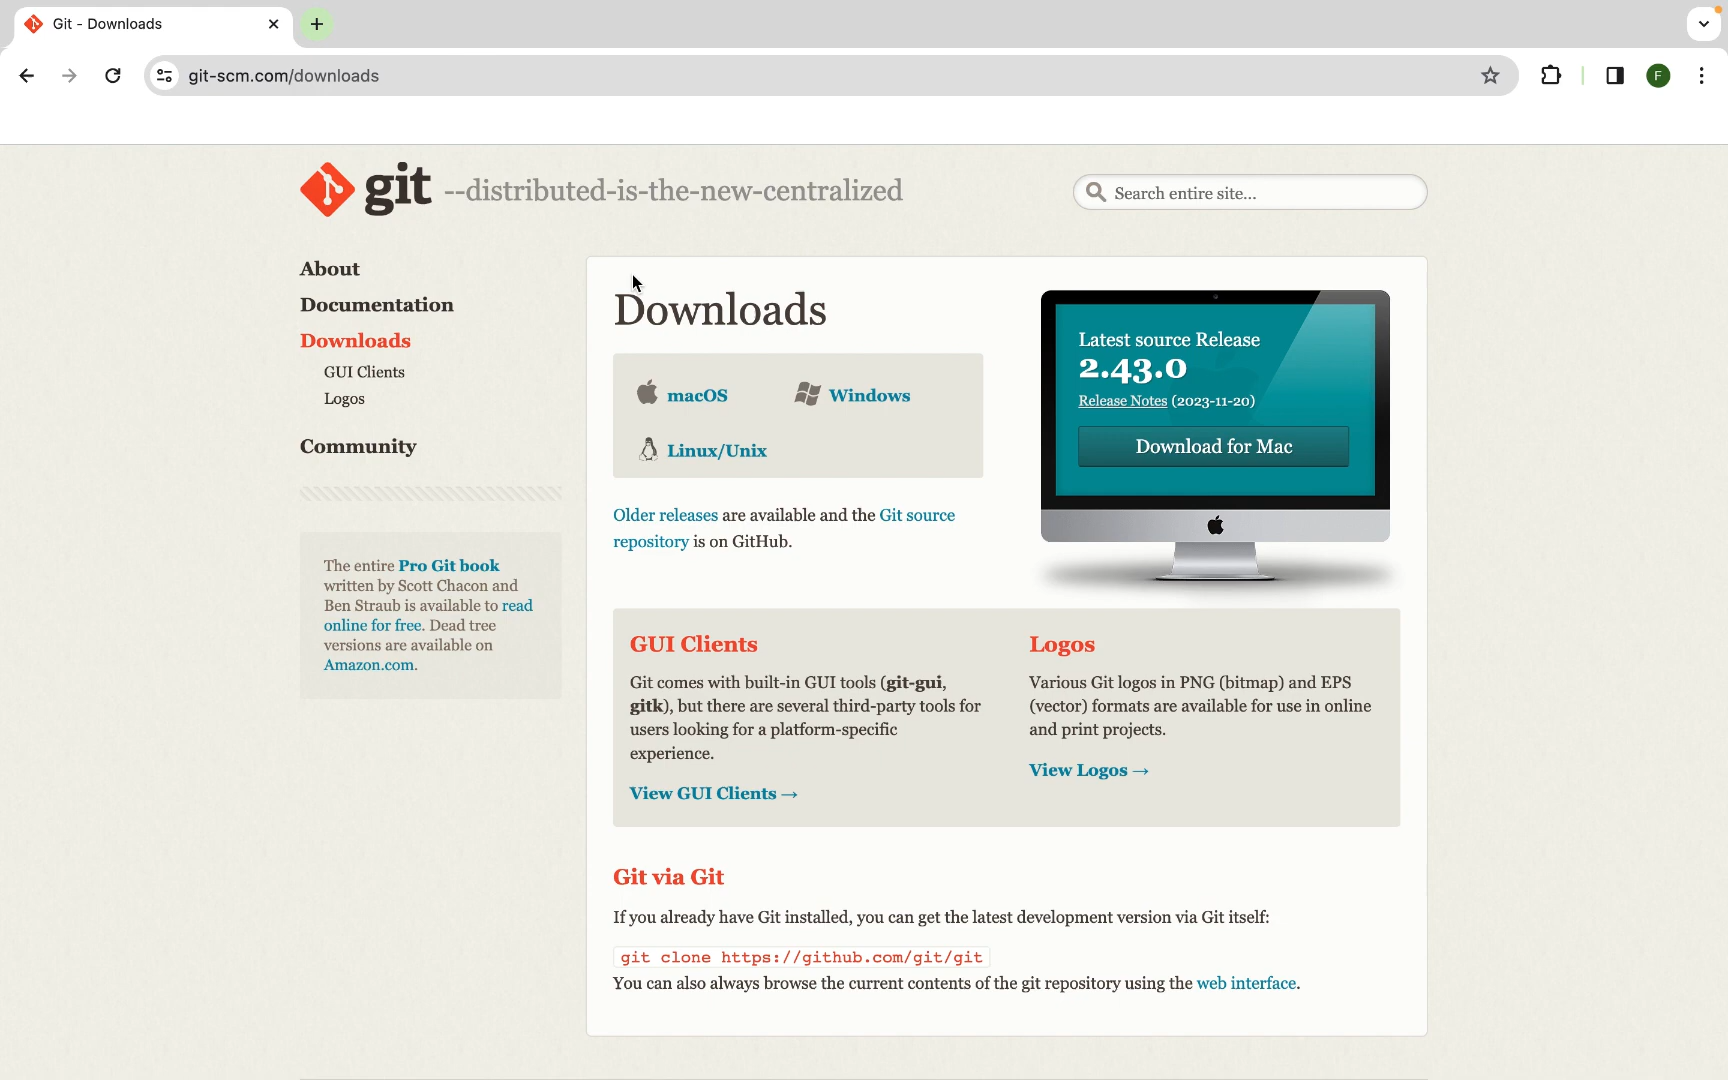 Git - Downloads
git-scm.com/downloads
F
git --distributed-is-the-new-centralized
Search entire site...
About
Documentation
Downloads
GUI Clients
Logos
Community
The entire Pro Git book
written by Scott Chacon and
Ben Straub is available to read
online for free. Dead tree
versions are available on
Amazon.com.
Downloads
macOS
Windows
Linux/Unix
Older releases are available and the Git source
repository is on GitHub.
Latest source Release
2.43.0
Release Notes (2023-11-20)
Download for Mac
GUI Clients
Git comes with built-in GUI tools (git-gui,
gitk), but there are several third-party tools for
users looking for a platform-specific
experience.
View GUI Clients →
Logos
Various Git logos in PNG (bitmap) and EPS
(vector) formats are available for use in online
and print projects.
View Logos →
Git via Git
If you already have Git installed, you can get the latest development version via Git itself:
git clone https://github.com/git/git
You can also always browse the current contents of the git repository using the web interface.